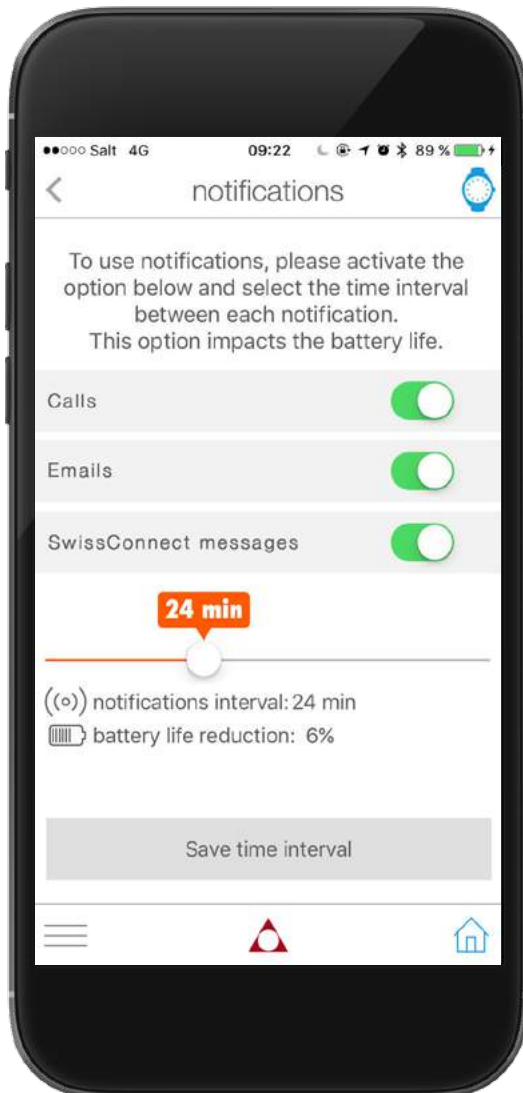 Salt 4G 09:22 89 %
notifications
To use notifications, please activate the
option below and select the time interval
between each notification.
This option impacts the battery life.
Calls
Emails
SwissConnect messages
24 min
notifications interval: 24 min
battery life reduction: 6%
Save time interval